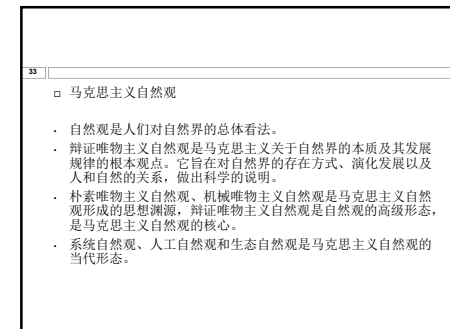 33
□ 马克思主义自然观
• 自然观是人们对自然界的总体看法。
• 辩证唯物主义自然观是马克思主义关于自然界的本质及其发展
规律的根本观点。它旨在对自然界的存在方式、演化发展以及
人和自然的关系，做出科学的说明。
• 朴素唯物主义自然观、机械唯物主义自然观是马克思主义自然
观形成的思想渊源，辩证唯物主义自然观是自然观的高级形态，
是马克思主义自然观的核心。
• 系统自然观、人工自然观和生态自然观是马克思主义自然观的
当代形态。